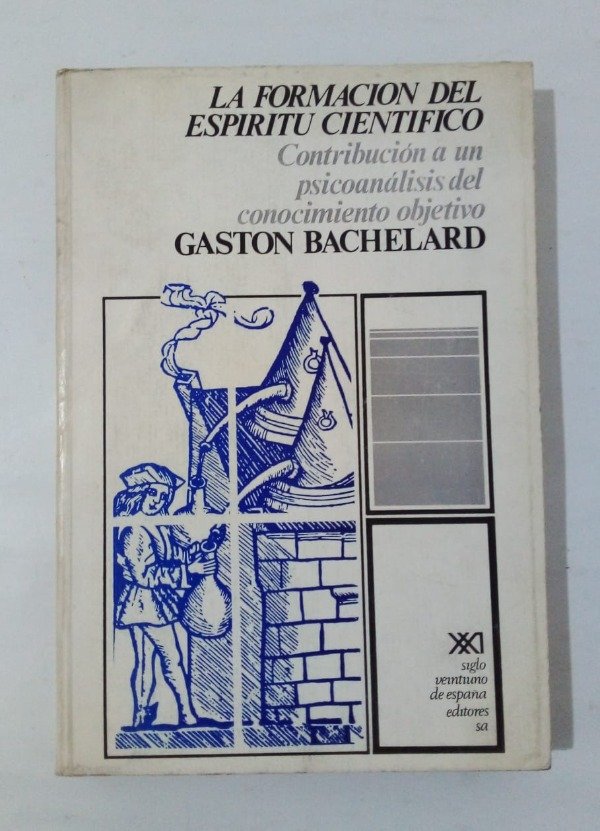 LA FORMACION DEL
ESPIRITU CIENTIFICO
Contribución a un
psicoanálisis del
conocimiento objetivo
GASTON BACHELARD
XXI
siglo
veintiuno
de españa
editores
sa